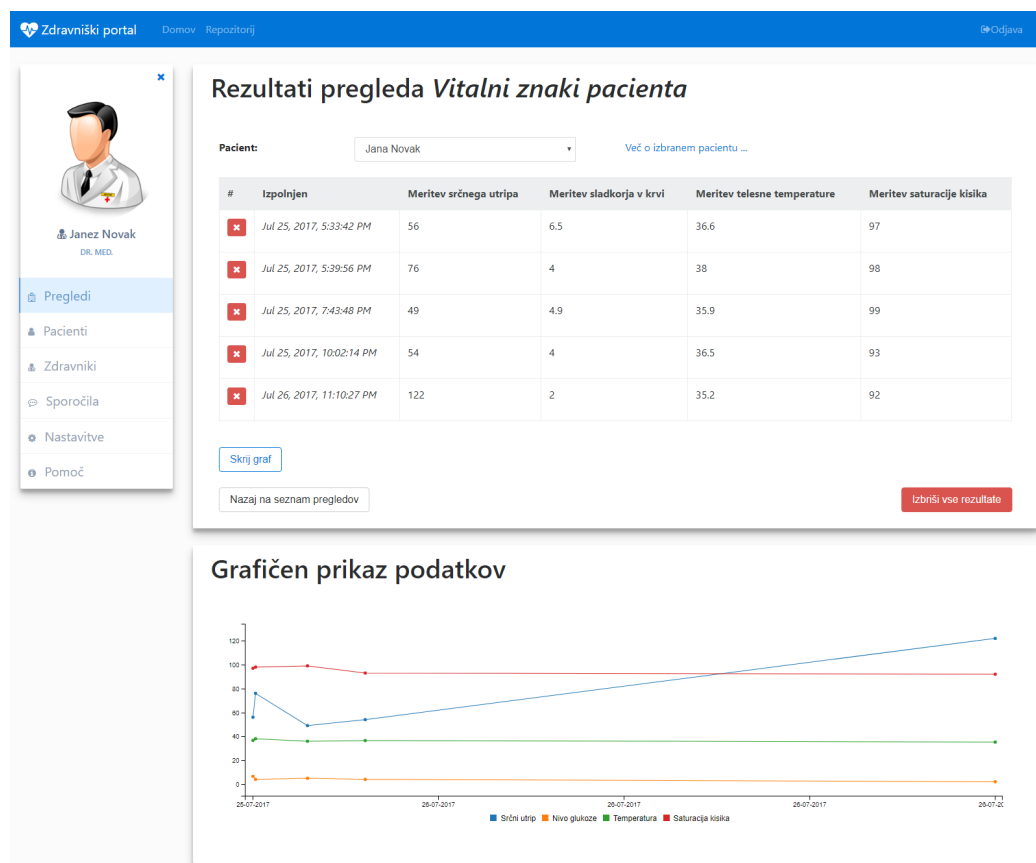 Zdravniški portal Domov Repozitorij Odjava
Janez Novak
DR. MED.
Pregledi
Pacienti
Zdravniki
Sporočila
Nastavitve
Pomoč
Rezultati pregleda Vitalni znaki pacienta
Pacient: Jana Novak Več o izbranem pacientu ...
# Izpolnjen Meritev srčnega utripa Meritev sladkorja v krvi Meritev telesne temperature Meritev saturacije kisika
Jul 25, 2017, 5:33:42 PM 56 6.5 36.6 97
Jul 25, 2017, 5:39:56 PM 76 4 38 98
Jul 25, 2017, 7:43:48 PM 49 4.9 35.9 99
Jul 25, 2017, 10:02:14 PM 54 4 36.5 93
Jul 26, 2017, 11:10:27 PM 122 2 35.2 92
Skrij graf
Nazaj na seznam pregledov Izbriši vse rezultate
Grafičen prikaz podatkov
120
100
80
60
40
20
0
26-07-2017 26-07-2017 26-07-2017 26-07-2017 26-07-20
Srčni utrip Nivo glukoze Temperatura Saturacija kisika